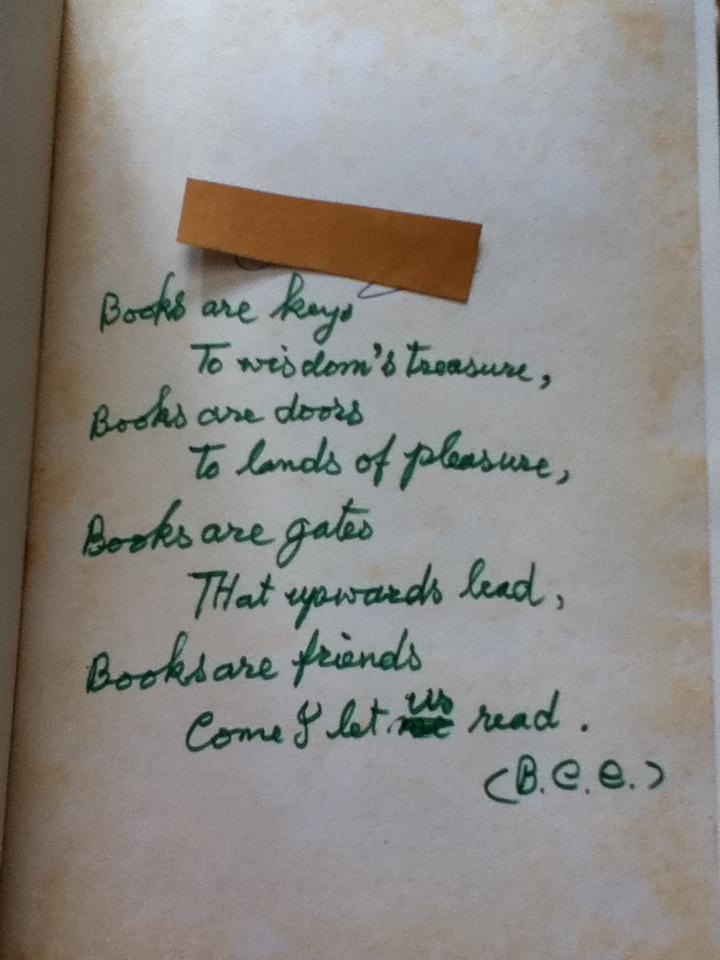 Books are keys
To wisdom's treasure,
Books are doors
To lands of pleasure,
Books are gates
THat upwards lead,
Books are friends
Come & let us read.
(B.C.E.)